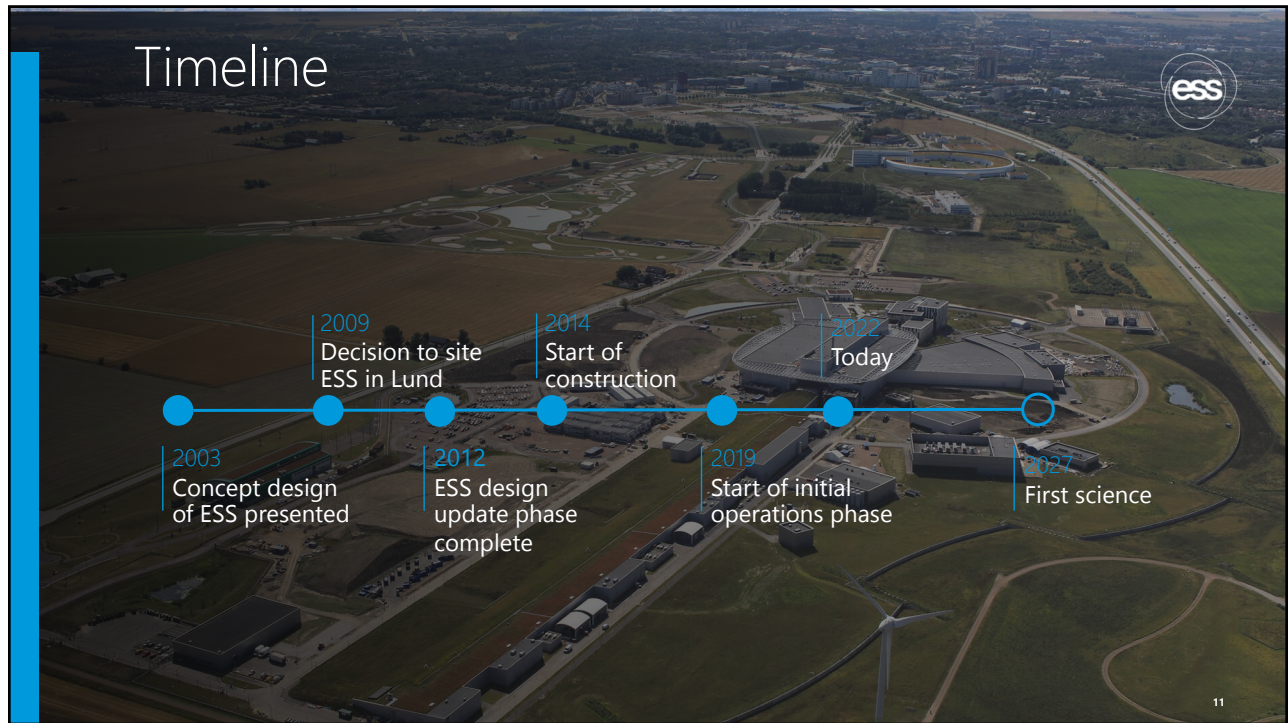 Timeline
ess
2009
Decision to site
ESS in Lund
2014
Start of
construction
2022
Today
2003
Concept design
of ESS presented
2012
ESS design
update phase
complete
2019
Start of initial
operations phase
2027
First science
11